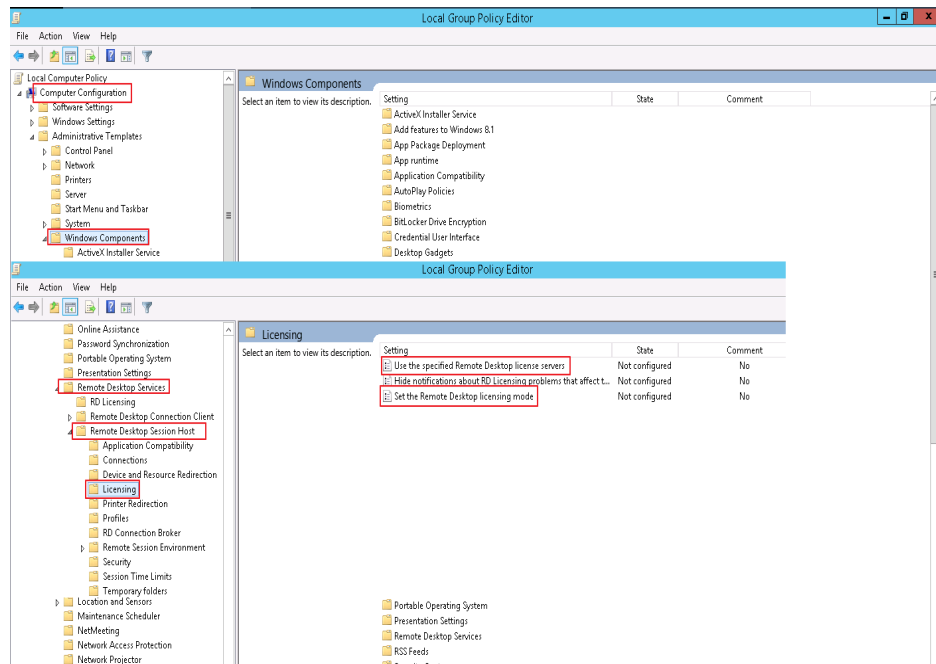 Local Group Policy Editor
File Action View Help
Local Computer Policy
Computer Configuration
Software Settings
Windows Settings
Administrative Templates
Control Panel
Network
Printers
Server
Start Menu and Taskbar
System
Windows Components
ActiveX Installer Service
Windows Components
Select an item to view its description.
Setting State Comment
ActiveX Installer Service
Add features to Windows 8.1
App Package Deployment
App runtime
Application Compatibility
AutoPlay Policies
Biometrics
BitLocker Drive Encryption
Credential User Interface
Desktop Gadgets
Local Group Policy Editor
File Action View Help
Online Assistance
Password Synchronization
Portable Operating System
Presentation Settings
Remote Desktop Services
RD Licensing
Remote Desktop Connection Client
Remote Desktop Session Host
Application Compatibility
Connections
Device and Resource Redirection
Licensing
Printer Redirection
Profiles
RD Connection Broker
Remote Session Environment
Security
Session Time Limits
Temporary folders
Location and Sensors
Maintenance Scheduler
NetMeeting
Network Access Protection
Network Projector
Licensing
Select an item to view its description.
Setting State Comment
Use the specified Remote Desktop license servers Not configured No
Hide notifications about RD Licensing problems that affect t... Not configured No
Set the Remote Desktop licensing mode Not configured No
Portable Operating System
Presentation Settings
Remote Desktop Services
RSS Feeds